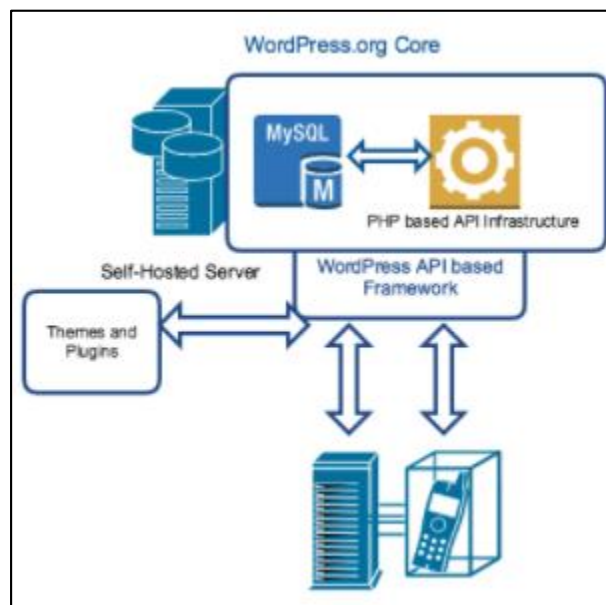 WordPress.org Core
MySQL
M
PHP based API Infrastructure
Self-Hosted Server
WordPress API based
Framework
Themes and
Plugins